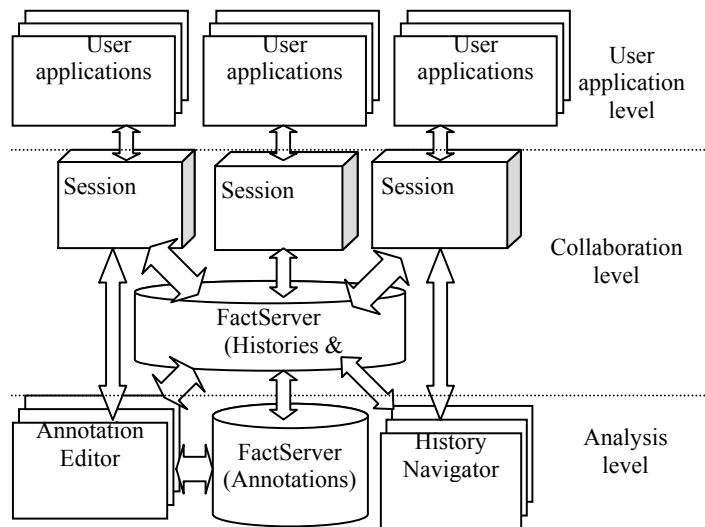 User
applications
User
applications
User
applications
User
application
level
Session
Session
Session
Collaboration
level
FactServer
(Histories &
Annotation
Editor
FactServer
(Annotations)
History
Navigator
Analysis
level